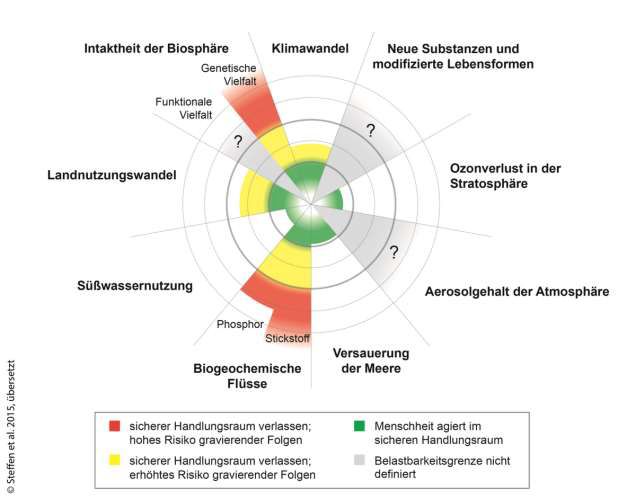 Intaktheit der Biosphäre
Klimawandel
Neue Substanzen und
modifizierte Lebensformen
Genetische
Vielfalt
Funktionale
Vielfalt
?
?
Landnutzungswandel
Ozonverlust in der
Stratosphäre
?
Süßwassernutzung
Aerosolgehalt der Atmosphäre
Phosphor
Stickstoff
Biogeochemische
Flüsse
Versauerung
der Meere
sicherer Handlungsraum verlassen;
hohes Risiko gravierender Folgen
sicherer Handlungsraum verlassen;
erhöhtes Risiko gravierender Folgen
Menschheit agiert im
sicheren Handlungsraum
Belastbarkeitsgrenze nicht
definiert
© Steffen et al. 2015, übersetzt